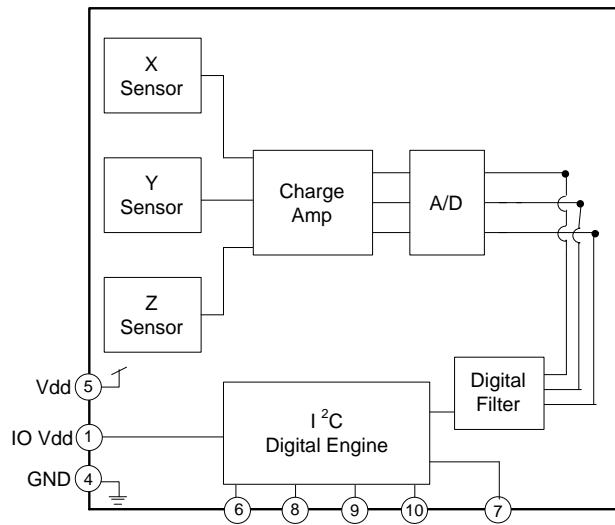 X
Sensor
Y
Sensor
Charge
Amp
A/D
Z
Sensor
Vdd 5
Digital
Filter
IO Vdd 1
I ²C
Digital Engine
GND 4
6 8 9 10 7